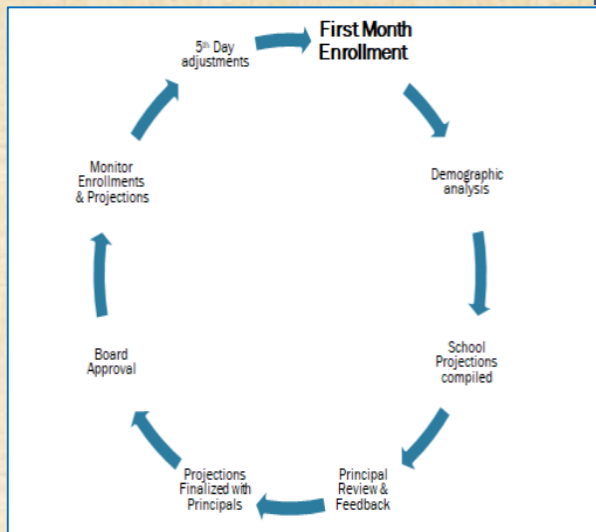 First Month
Enrollment
Demographic
analysis
School
Projections
compiled
Principal
Review &
Feedback
Projections
Finalized with
Principals
Board
Approval
Monitor
Enrollments
& Projections
5th Day
adjustments